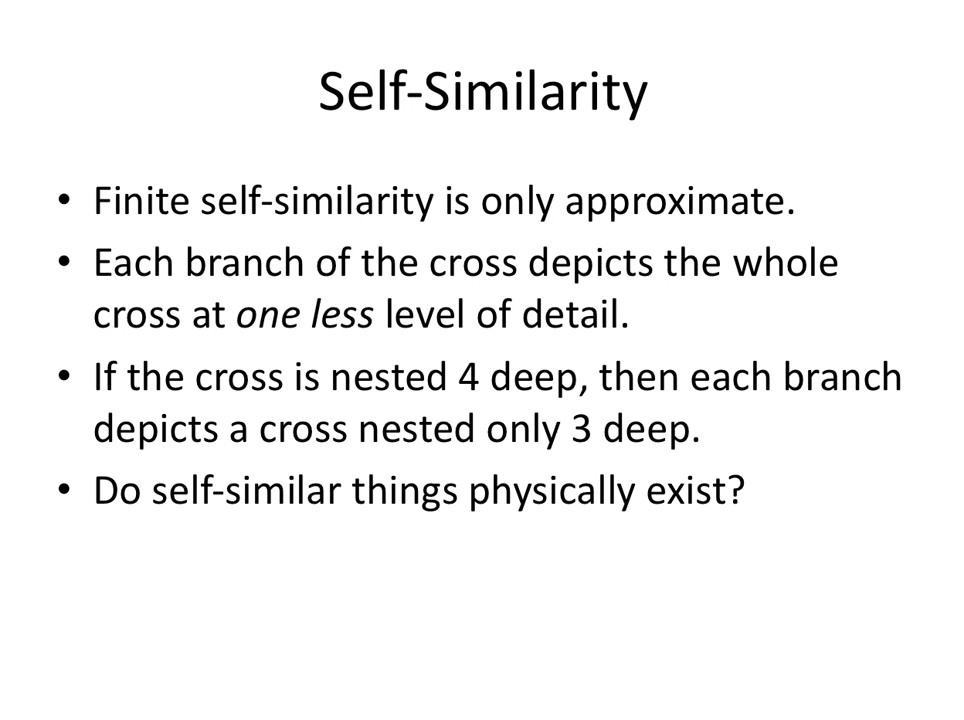 Self-Similarity
• Finite self-similarity is only approximate.
• Each branch of the cross depicts the whole
cross at one less level of detail.
• If the cross is nested 4 deep, then each branch
depicts a cross nested only 3 deep.
• Do self-similar things physically exist?